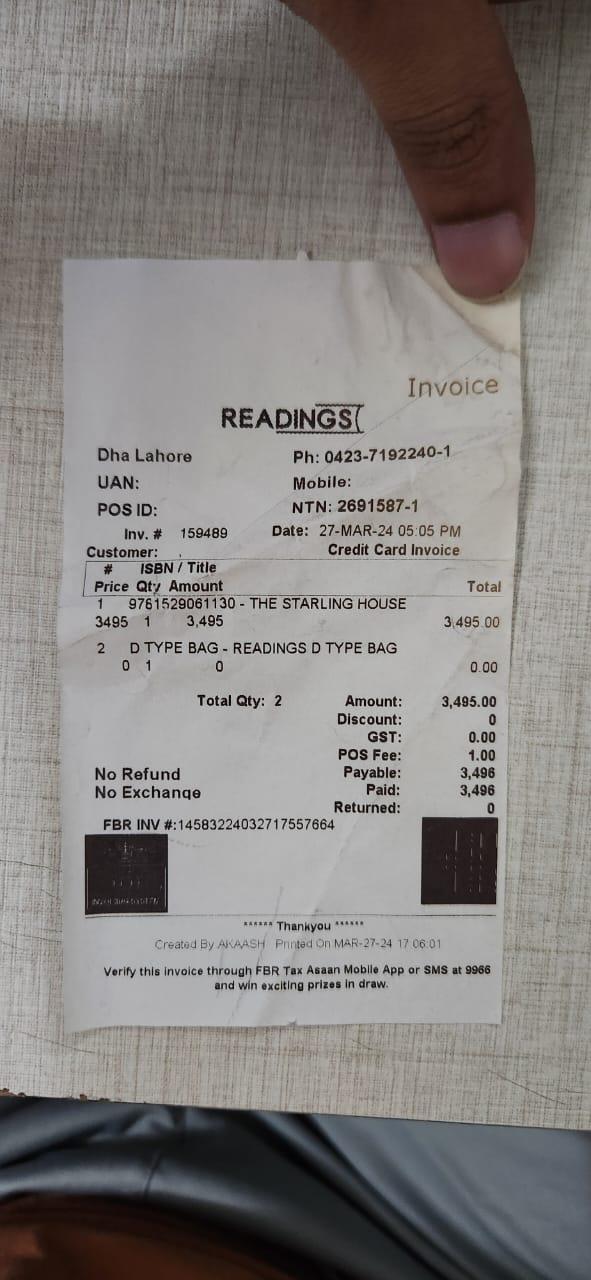 Invoice
READINGS
Dha Lahore Ph: 0423-7192240-1
UAN: Mobile:
POS ID: NTN: 2691587-1
Inv. # 159489 Date: 27-MAR-24 05:05 PM
Customer: . Credit Card Invoice
# ISBN / Title
Price Qty Amount Total
1 9761529061130 - THE STARLING HOUSE
3495 1 3,495 3,495.00
2 D TYPE BAG - READINGS D TYPE BAG
0 1 0 0.00
Total Qty: 2 Amount: 3,495.00
Discount: 0
GST: 0.00
POS Fee: 1.00
No Refund Payable: 3,496
No Exchange Paid: 3,496
Returned: 0
FBR INV #:14583224032717557664
****** Thankyou ******
Created By AKAASH Printed On MAR-27-24 17 06:01
Verify this invoice through FBR Tax Asaan Mobile App or SMS at 9966
and win exciting prizes in draw.